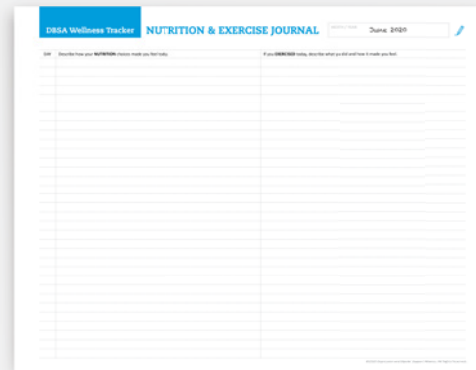 DBSA Wellness Tracker NUTRITION & EXERCISE JOURNAL June 2020
DAY Describe how your NUTRITION choices made you feel today. If you EXERCISED today, describe what you did and how it made you feel.